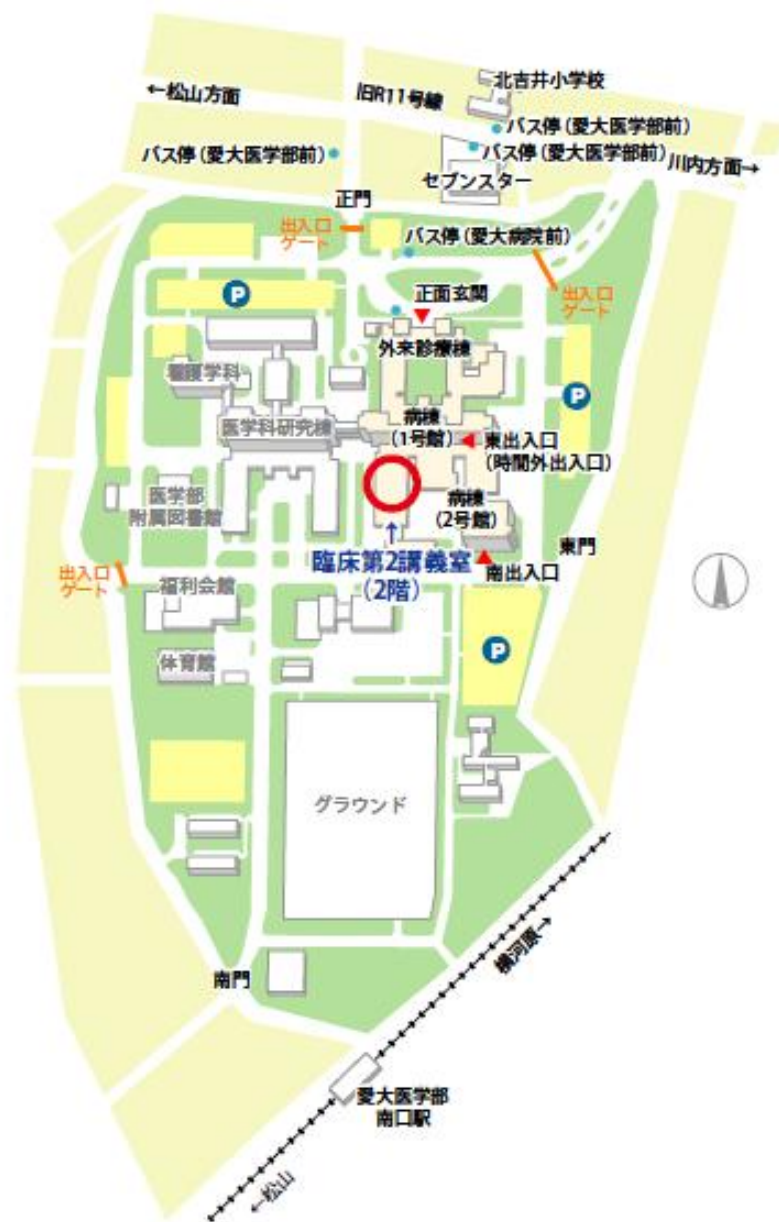 北吉井小学校
←松山方面
旧R11号線
バス停(愛大医学部前)
バス停(愛大医学部前)
バス停(愛大医学部前)
川内方面→
セブンスター
正門
出入口
ゲート
バス停(愛大病院前)
出入口
ゲート
P
正面玄関
外来診療棟
看護学科
P
医学科研究棟
病棟
(1号館)
東出入口
(時間外出入口)
医学部
附属図書館
病棟
(2号館)
東門
臨床第2講義室
(2階)
南出入口
出入口
ゲート
福利会館
体育館
P
グラウンド
横河原→
南門
愛大医学部
南口駅
←松山